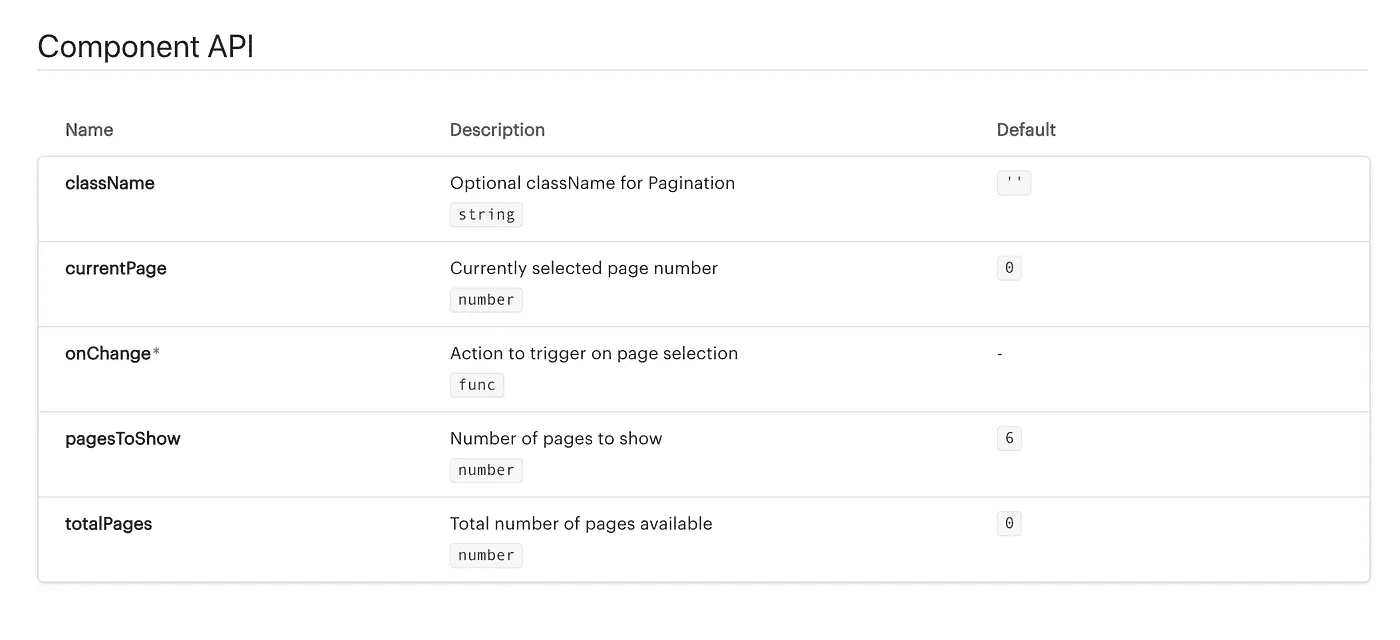 Component API
Name Description Default
className Optional className for Pagination ''
string
currentPage Currently selected page number 0
number
onChange* Action to trigger on page selection -
func
pagesToShow Number of pages to show 6
number
totalPages Total number of pages available 0
number